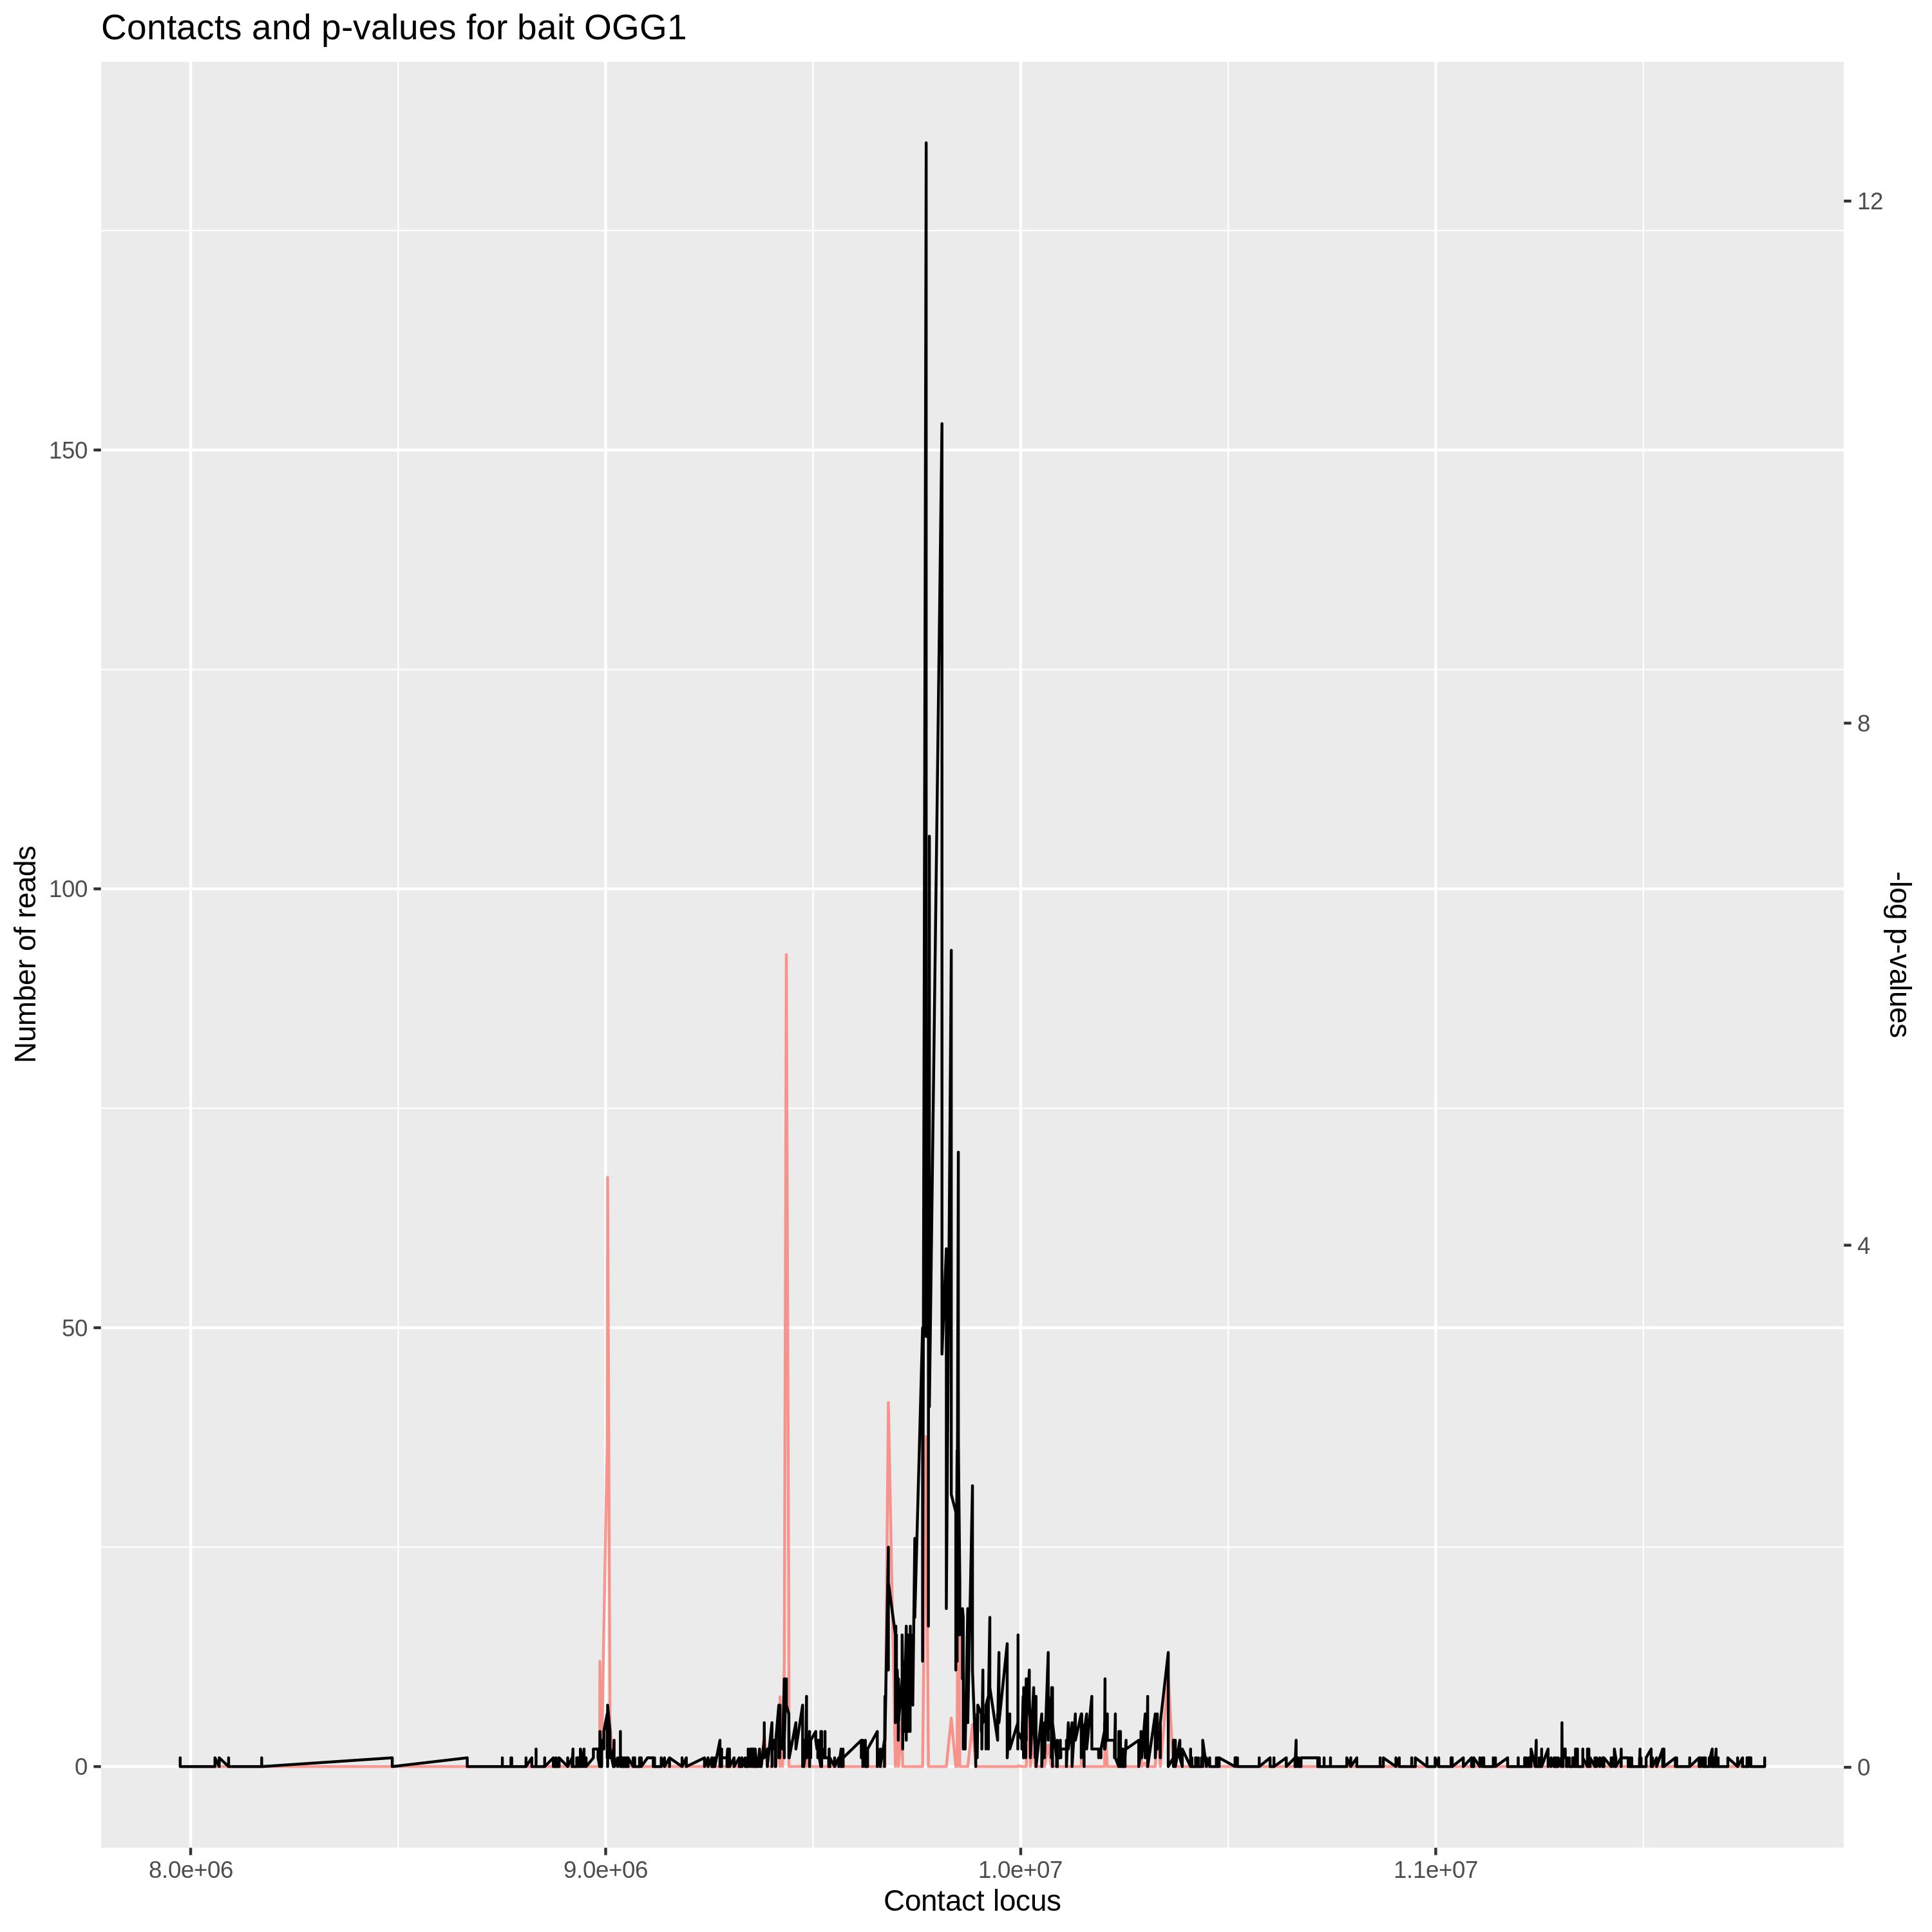 Contacts and p-values for bait OGG1
Number of reads
150
100
50
0
12
8
4
0
-log p-values
8.0e+06
9.0e+06
1.0e+07
1.1e+07
Contact locus